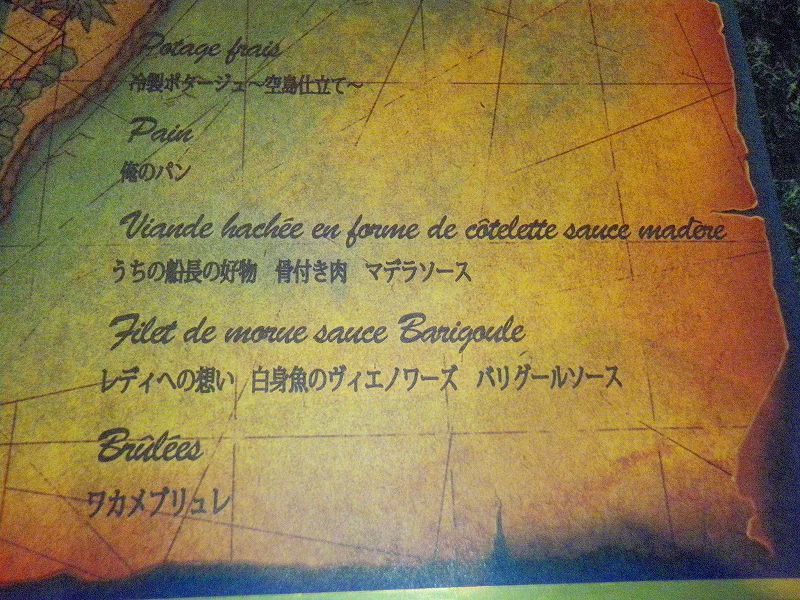 Potage frais
冷製ポタージュ～空島仕立て～
Pain
俺のパン
Viande hachée en forme de côtelette sauce madère
うちの船長の好物 骨付き肉 マデラソース
Filet de morue sauce Barigoule
レディへの想い 白身魚のヴィエノワーズ バリグールソース
Brûlées
ワカメブリュレ